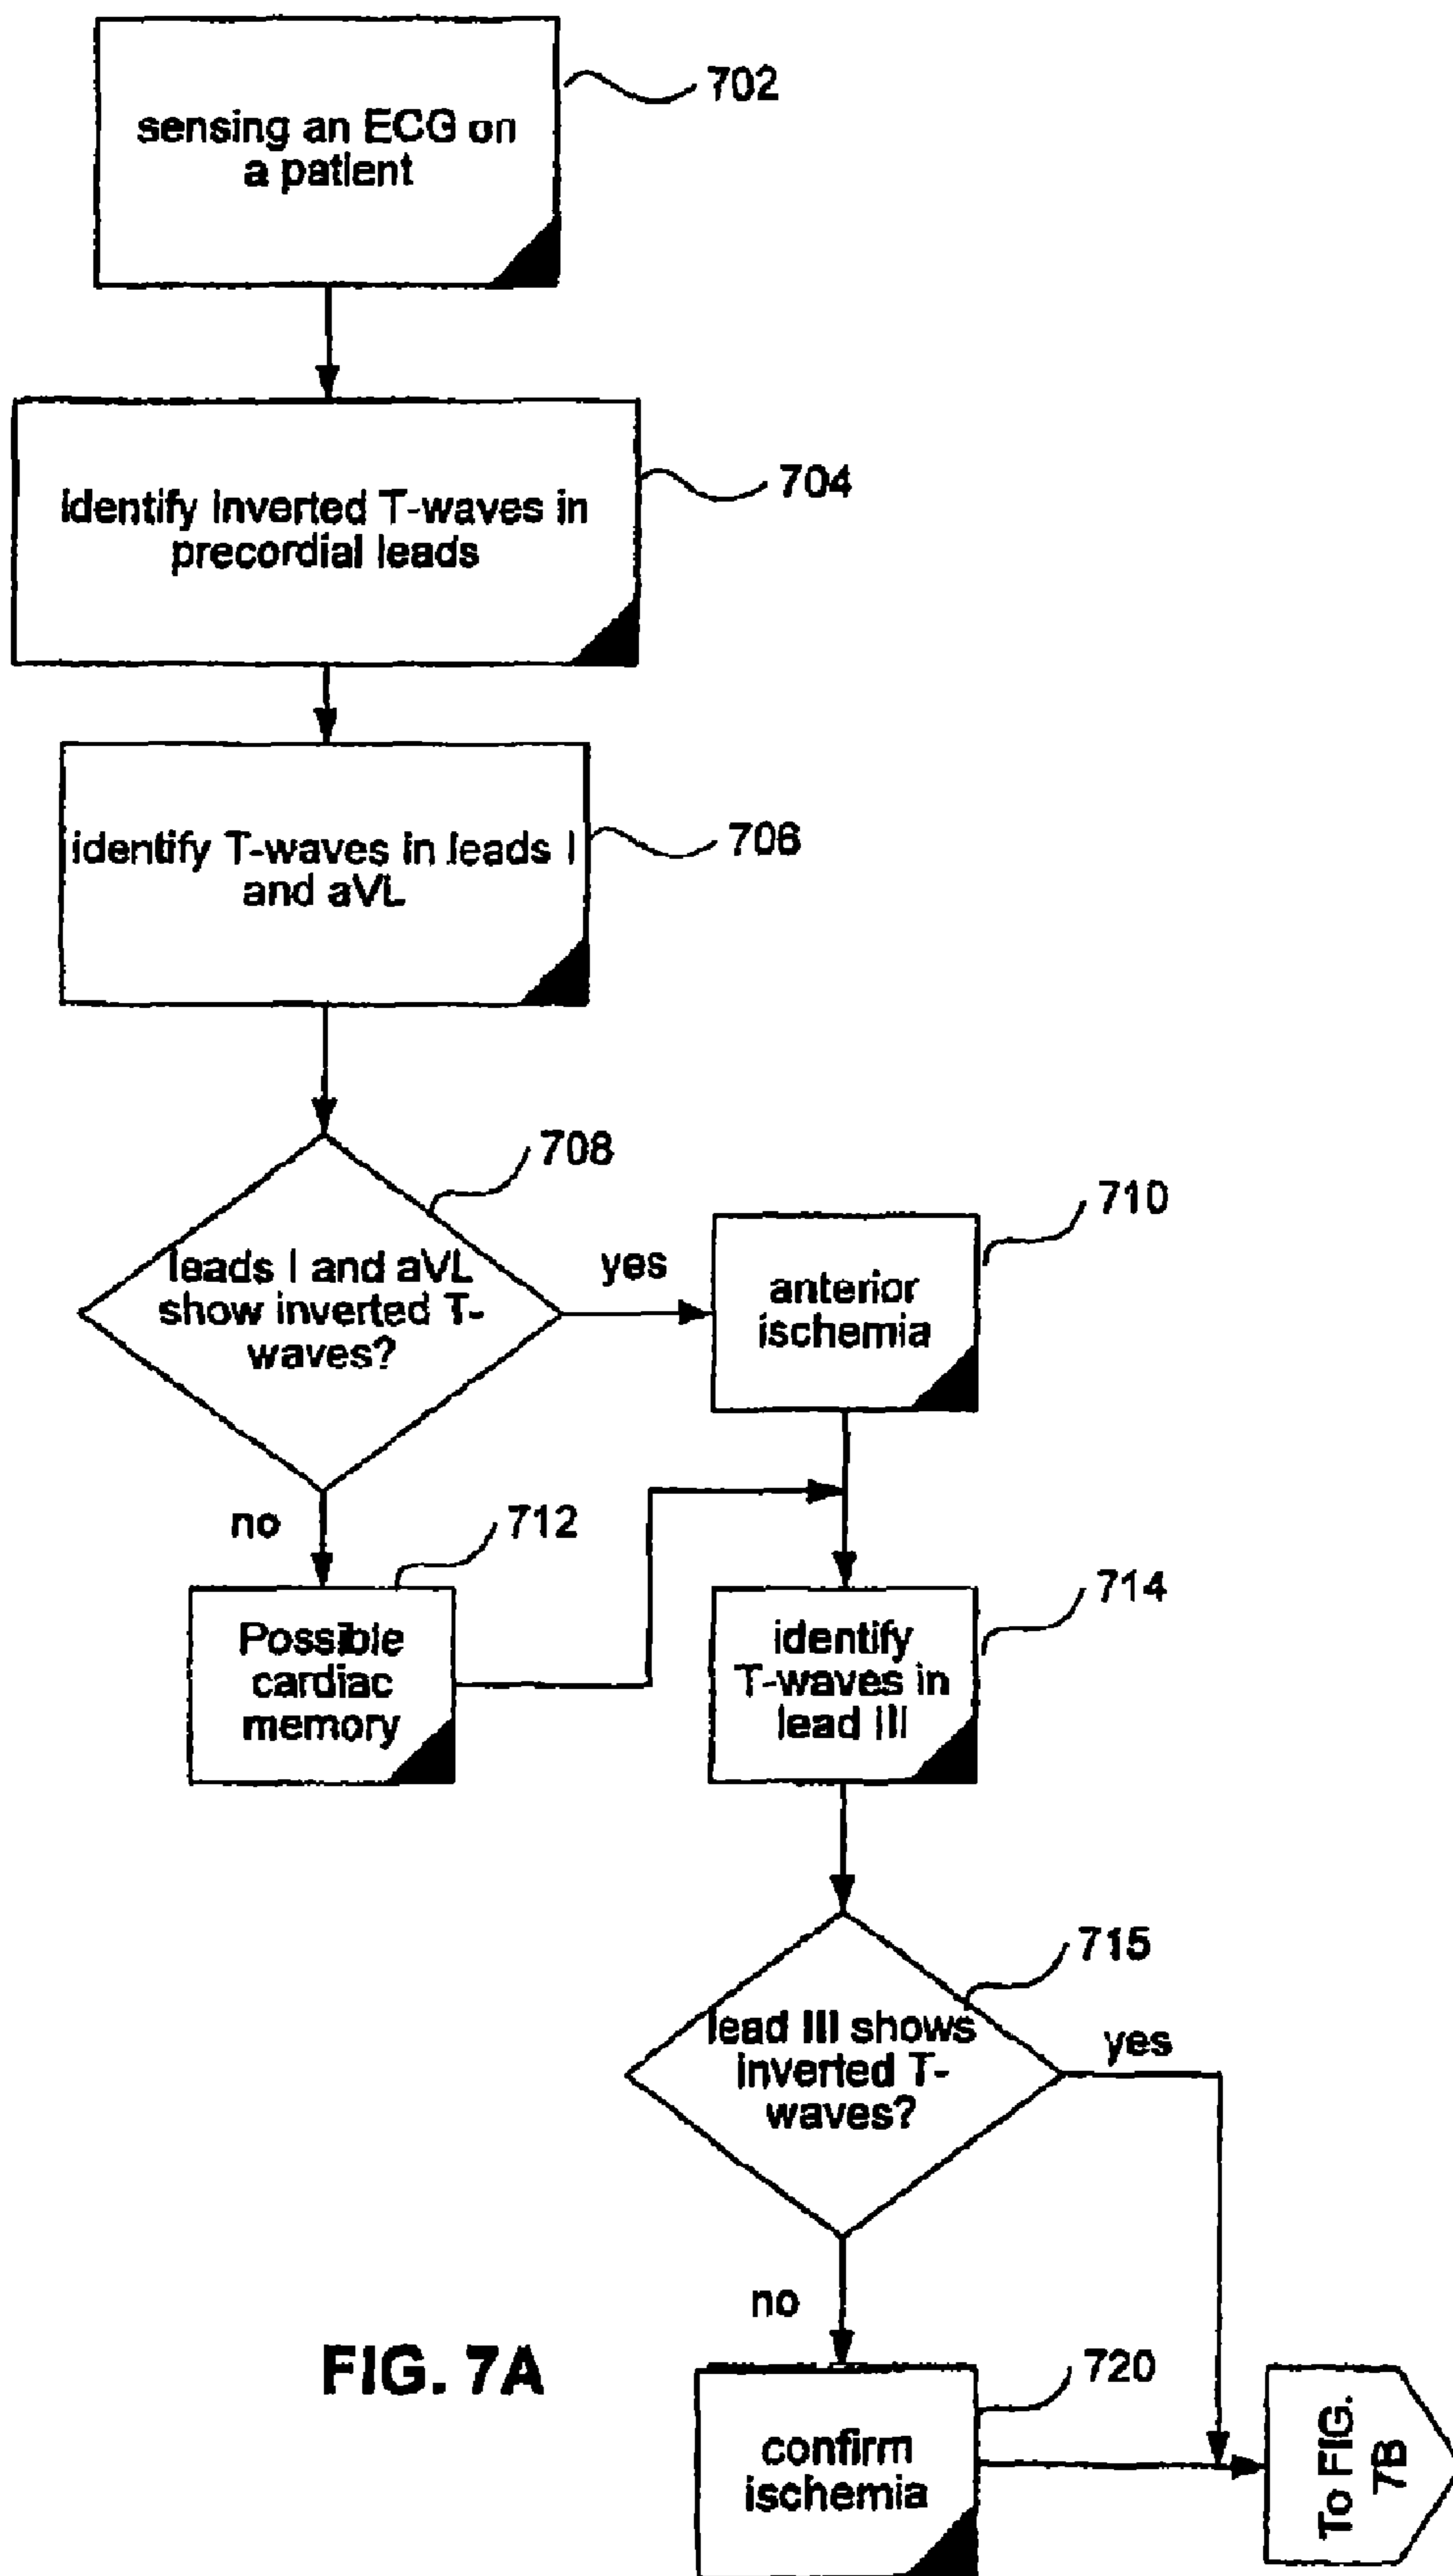 702
sensing an ECG on
a patient
704
identify inverted T-waves in
precordial leads
706
identify T-waves in leads I
and aVL
708
leads I and aVL
show inverted T-
waves?
yes
710
anterior
ischemia
no
712
Possible
cardiac
memory
714
identify
T-waves in
lead III
715
lead III shows
inverted T-
waves?
yes
no
FIG. 7A
720
confirm
ischemia
To FIG.
7B